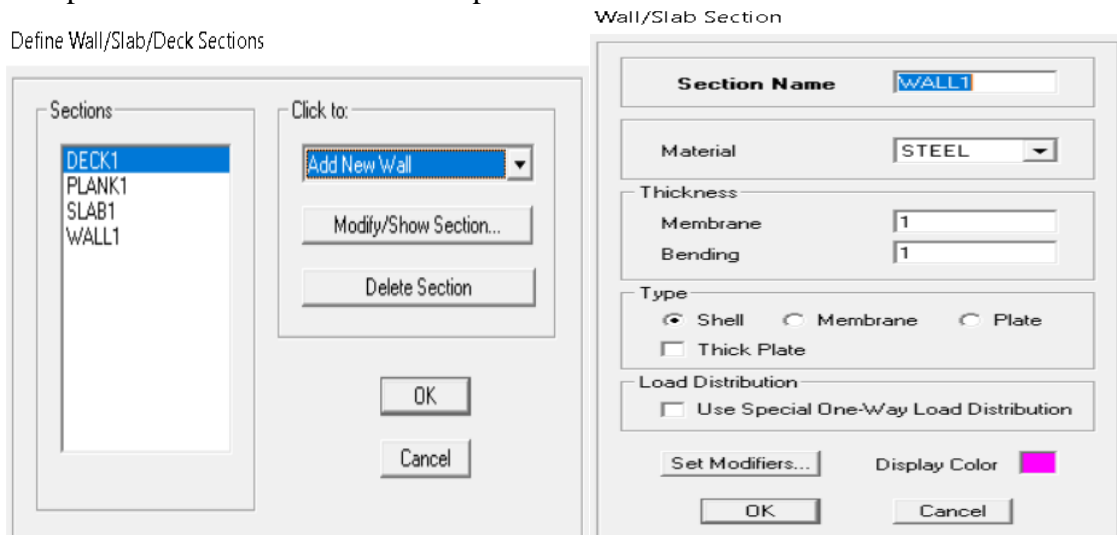 Define Wall/Slab/Deck Sections
Sections
DECK1
PLANK1
SLAB1
WALL1
Click to:
Add New Wall
Modify/Show Section...
Delete Section
OK
Cancel
Wall/Slab Section
Section Name WALL1
Material STEEL
Thickness
Membrane 1
Bending 1
Type
Shell Membrane Plate
Thick Plate
Load Distribution
Use Special One-Way Load Distribution
Set Modifiers... Display Color
OK Cancel